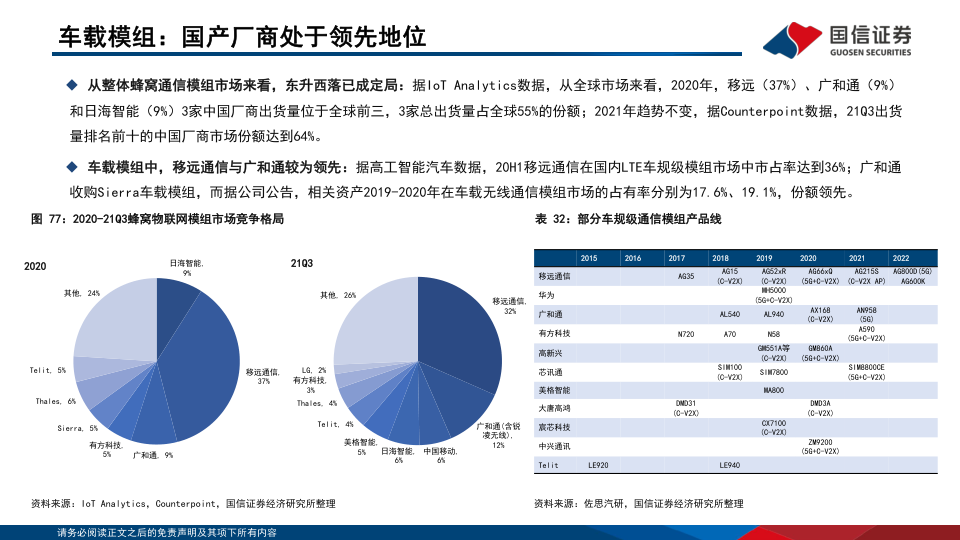 车载模组：国产厂商处于领先地位
国信证券
GUOSEN SECURITIES
◆ 从整体蜂窝通信模组市场来看，东升西落已成定局：据IoT Analytics数据，从全球市场来看，2020年，移远（37%）、广和通（9%）
和日海智能（9%）3家中国厂商出货量位于全球前三，3家总出货量占全球55%的份额；2021年趋势不变，据Counterpoint数据，21Q3出货
量排名前十的中国厂商市场份额达到64%。
◆ 车载模组中，移远通信与广和通较为领先：据高工智能汽车数据，20H1移远通信在国内LTE车规级模组市场中市占率达到36%；广和通
收购Sierra车载模组，而据公司公告，相关资产2019-2020年在车载无线通信模组市场的占有率分别为17.6%、19.1%，份额领先。
图 77：2020-21Q3蜂窝物联网模组市场竞争格局
2020
日海智能,
9%
移远通信,
37%
广和通, 9%
有方科技,
5%
Sierra, 5%
Thales, 6%
Telit, 5%
其他, 24%
21Q3
移远通信,
32%
广和通(含锐
凌无线),
12%
中国移动,
6%
日海智能,
6%
美格智能,
5%
Telit, 4%
Thales, 4%
有方科技,
3%
LG, 2%
其他, 26%
资料来源：IoT Analytics，Counterpoint，国信证券经济研究所整理
表 32：部分车规级通信模组产品线
2015 2016 2017 2018 2019 2020 2021 2022
移远通信 AG35 AG15 (C-V2X) AG52xR (C-V2X) AG66xQ (5G+C-V2X) AG215S (C-V2X AP) AG800D(5G) AG600K
华为 MH5000 (5G+C-V2X)
广和通 AL540 AL940 AX168 (C-V2X) AN958 (5G)
有方科技 N720 A70 N58 A590 (5G+C-V2X)
高新兴 GM551A等 (C-V2X) GM860A (5G+C-V2X)
芯讯通 SIM100 (C-V2X) SIM7800 SIM8800CE (5G+C-V2X)
美格智能 MA800
大唐高鸿 DMD31 (C-V2X) DMD3A (C-V2X)
宸芯科技 CX7100 (C-V2X)
中兴通讯 ZM9200 (5G+C-V2X)
Telit LE920 LE940
资料来源：佐思汽研，国信证券经济研究所整理
请务必阅读正文之后的免责声明及其项下所有内容